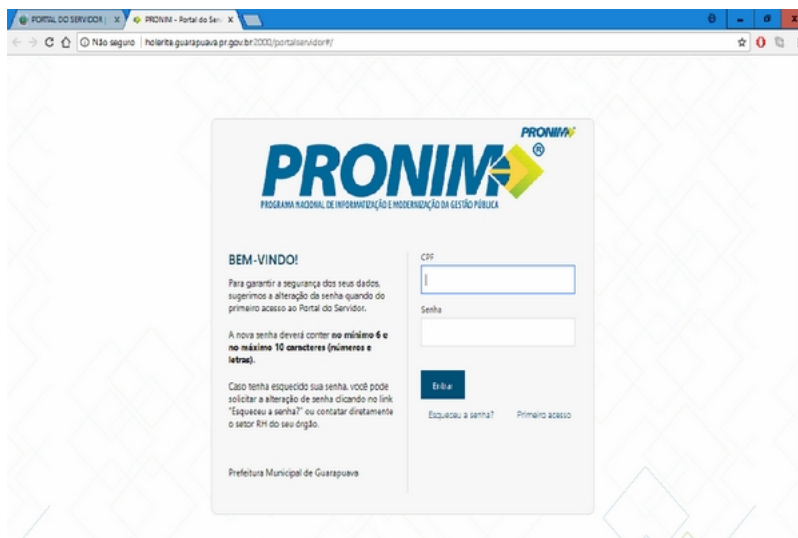 PORTAL DO SERVIDOR |
PRONIM - Portal do Ser
Não seguro | holerite.guarapuava.pr.gov.br:2000/portalservidor#/
PRONIM
PRONIM ®
PROGRAMA NACIONAL DE INFORMATIZAÇÃO E MODERNIZAÇÃO DA GESTÃO PÚBLICA
BEM-VINDO!
Para garantir a segurança dos seus dados,
sugerimos a alteração da senha quando do
primeiro acesso ao Portal do Servidor.
A nova senha deverá conter no mínimo 6 e
no máximo 10 caracteres (números e
letras).
Caso tenha esquecido sua senha, você pode
solicitar a alteração de senha clicando no link
"Esqueceu a senha?" ou contatar diretamente
o setor RH do seu órgão.
Prefeitura Municipal de Guarapuava
CPF
Senha
Entrar
Esqueceu a senha? Primeiro acesso